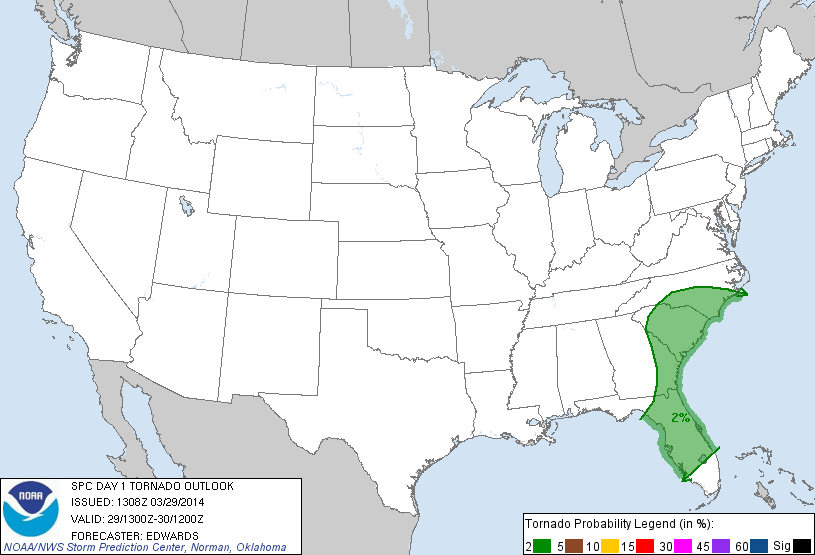 2%
NOAA
SPC DAY 1 TORNADO OUTLOOK
ISSUED: 1308Z 03/29/2014
VALID: 29/1300Z-30/1200Z
FORECASTER: EDWARDS
NOAA/NWS Storm Prediction Center, Norman, Oklahoma
Tornado Probability Legend (in %):
2 5 10 15 30 45 60 Sig